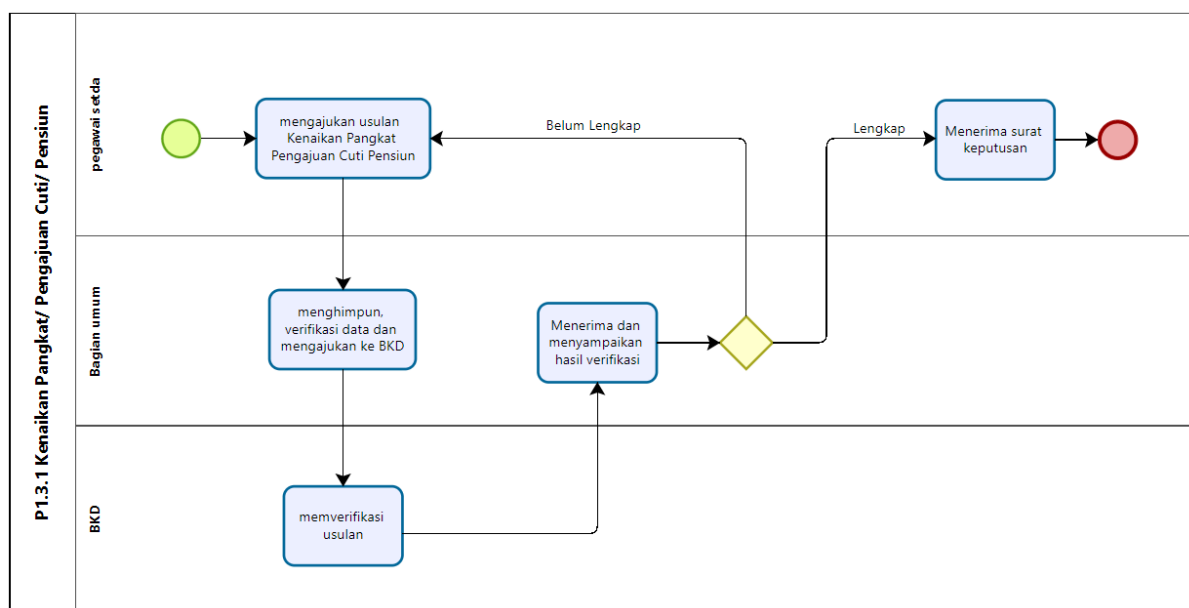 P1.3.1 Kenaikan Pangkat/ Pengajuan Cuti/ Pensiun
pegawai setda
mengajukan usulan
Kenaikan Pangkat
Pengajuan Cuti Pensiun
Belum Lengkap
Lengkap
Menerima surat
keputusan
Bagian umum
menghimpun,
verifikasi data dan
mengajukan ke BKD
Menerima dan
menyampaikan
hasil verifikasi
BKD
memverifikasi
usulan